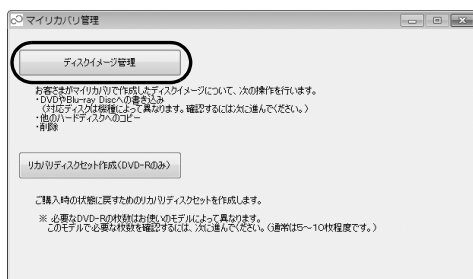 マイリカバリ管理
ディスクイメージ管理
お客さまがマイリカバリで作成したディスクイメージについて、次の操作を行います。
・DVDやBlu-ray Discへの書き込み
（対応ディスクは機種によって異なります。確認するには次に進んでください。）
・他のハードディスクへのコピー
・削除
リカバリディスクセット作成(DVD-Rのみ)
ご購入時の状態に戻すためのリカバリディスクセットを作成します。
※ 必要なDVD-Rの枚数はお使いのモデルによって異なります。
このモデルで必要な枚数を確認するには、次に進んでください。（通常は5～10枚程度です。）